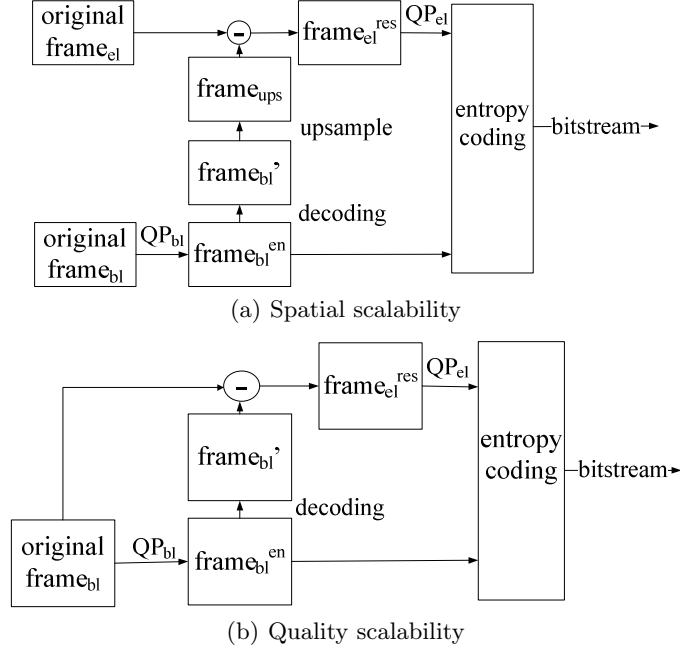 original
frame_el
-
frame_el^res
QP_el
frame_ups
upsample
entropy
coding
bitstream
frame_bl'
decoding
original
frame_bl
QP_bl
frame_bl^en
(a) Spatial scalability
-
frame_el^res
QP_el
frame_bl'
entropy
coding
bitstream
decoding
original
frame_bl
QP_bl
frame_bl^en
(b) Quality scalability